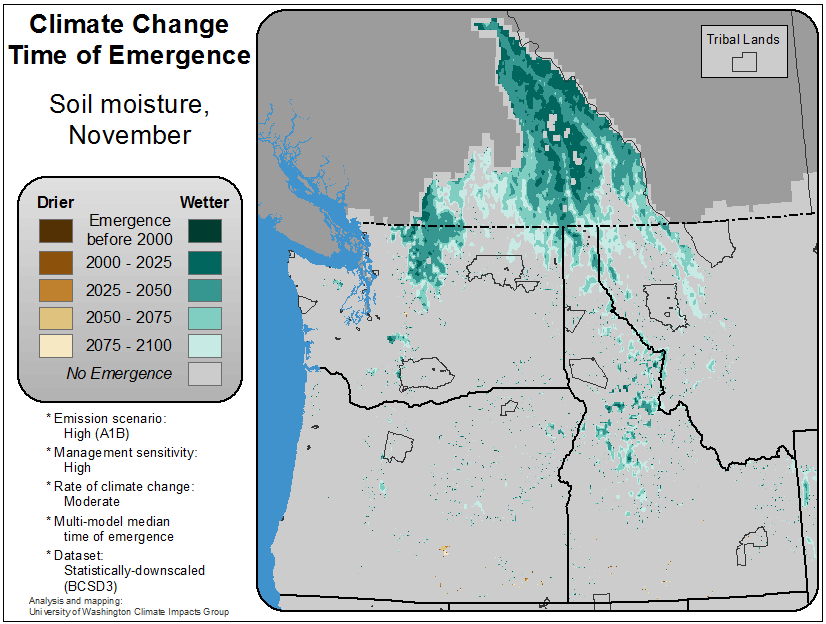 Climate Change
Time of Emergence
Soil moisture,
November
Drier
Wetter
Emergence
before 2000
2000 - 2025
2025 - 2050
2050 - 2075
2075 - 2100
No Emergence
* Emission scenario:
High (A1B)
* Management sensitivity:
High
* Rate of climate change:
Moderate
* Multi-model median
time of emergence
* Dataset:
Statistically-downscaled
(BCSD3)
Analysis and mapping:
University of Washington Climate Impacts Group
Tribal Lands